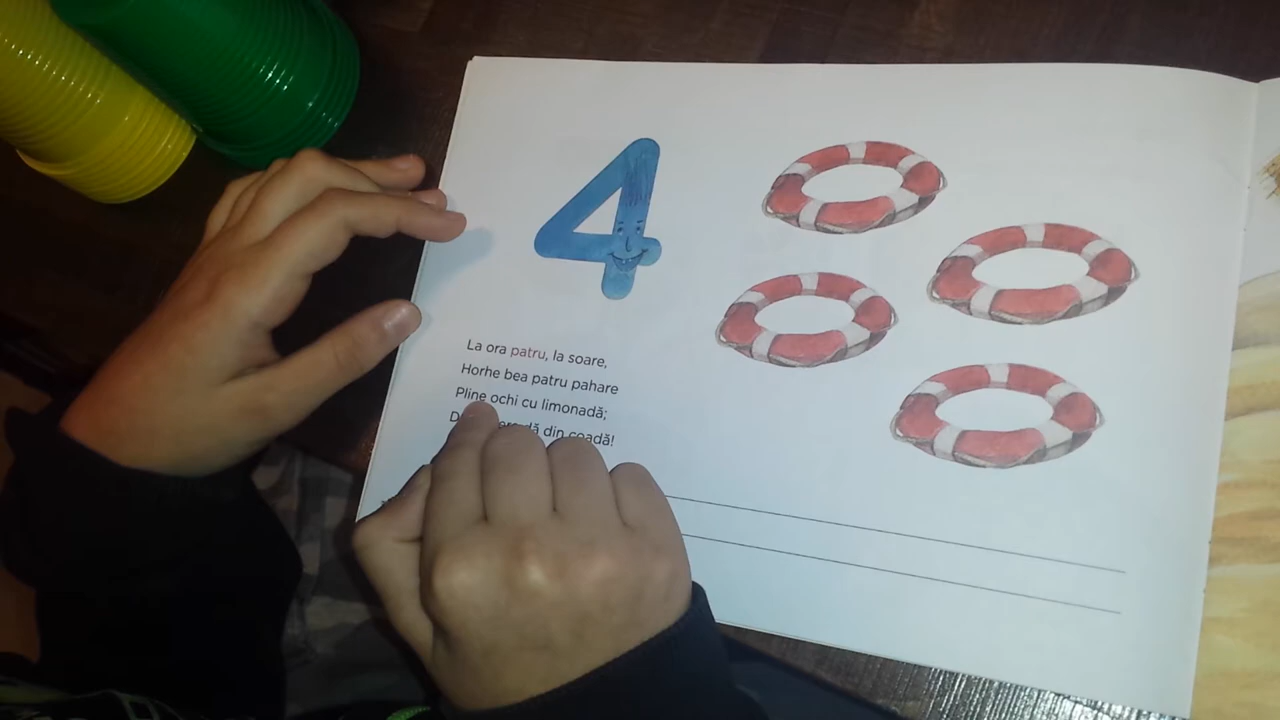 4
La ora patru, la soare,
Horhe bea patru pahare
Pline ochi cu limonadă;
din coadă!